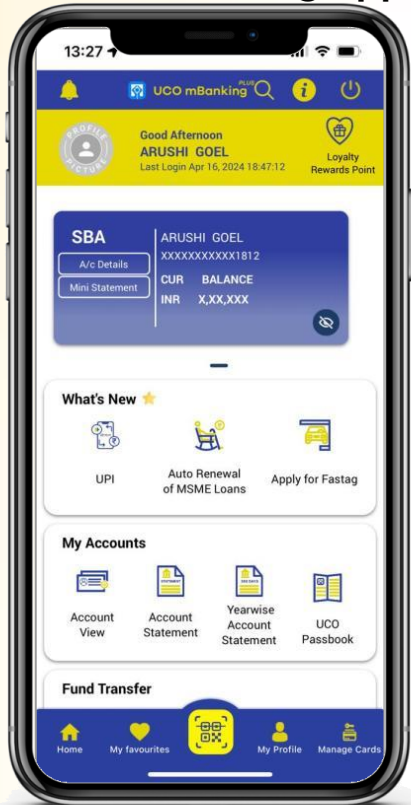 13:27
UCO mBanking PLUS
i
PROFILE PICTURE
Good Afternoon
ARUSHI GOEL
Last Login Apr 16, 2024 18:47:12
Loyalty
Rewards Point
SBA
A/c Details
Mini Statement
ARUSHI GOEL
XXXXXXXXXXX1812
CUR BALANCE
INR X,XX,XXX
What's New
UPI
Auto Renewal
of MSME Loans
Apply for Fastag
My Accounts
Account
View
STATEMENT
Account
Statement
Yearwise
Account
Statement
UCO
Passbook
Fund Transfer
Home
My favourites
My Profile
Manage Cards